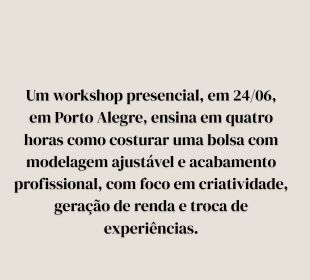 Um workshop presencial, em 24/06,
em Porto Alegre, ensina em quatro
horas como costurar uma bolsa com
modelagem ajustável e acabamento
profissional, com foco em criatividade,
geração de renda e troca de
experiências.